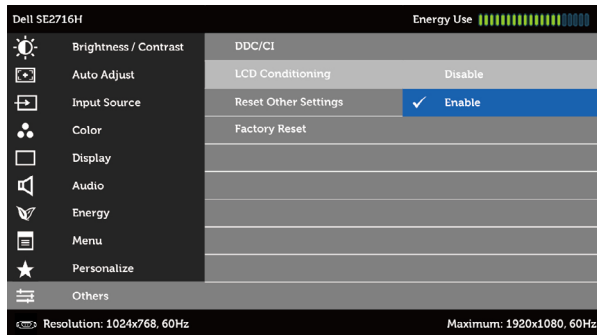 Dell SE2716H Energy Use
Brightness / Contrast DDC/CI
Auto Adjust LCD Conditioning Disable
Input Source Reset Other Settings Enable
Color Factory Reset
Display
Audio
Energy
Menu
Personalize
Others
Resolution: 1024x768, 60Hz Maximum: 1920x1080, 60Hz